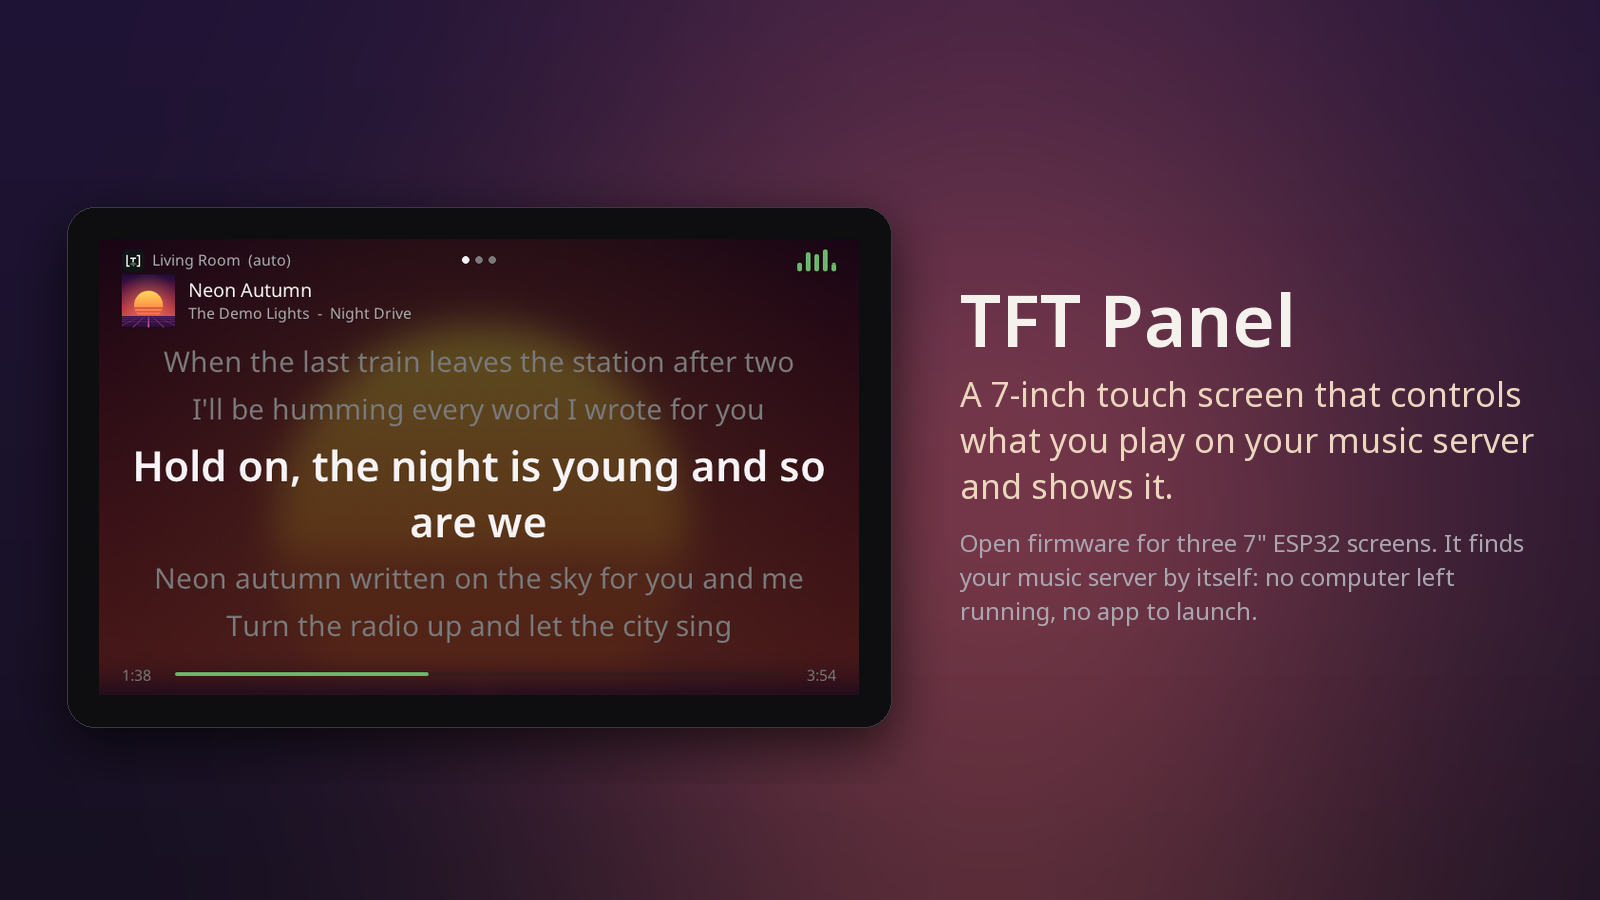 [T] Living Room (auto)
Neon Autumn
The Demo Lights - Night Drive
When the last train leaves the station after two
I'll be humming every word I wrote for you
Hold on, the night is young and so
are we
Neon autumn written on the sky for you and me
Turn the radio up and let the city sing
1:38
3:54
TFT Panel
A 7-inch touch screen that controls
what you play on your music server
and shows it.
Open firmware for three 7" ESP32 screens. It finds
your music server by itself: no computer left
running, no app to launch.